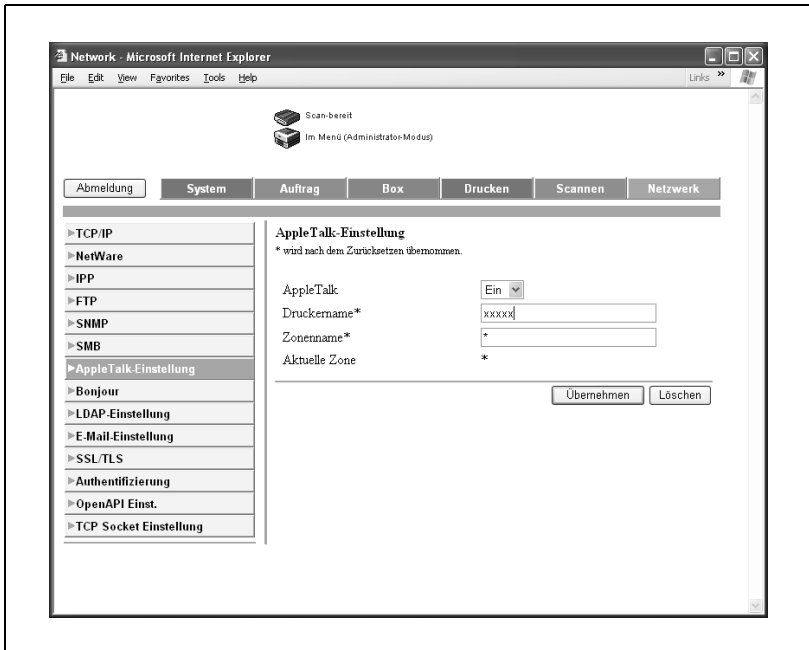 Network - Microsoft Internet Explorer
File Edit View Favorites Tools Help
Links »
Scan-bereit
Im Menü (Administrator-Modus)
Abmeldung System Auftrag Box Drucken Scannen Netzwerk
TCP/IP
NetWare
IPP
FTP
SNMP
SMB
AppleTalk-Einstellung
Bonjour
LDAP-Einstellung
E-Mail-Einstellung
SSL/TLS
Authentifizierung
OpenAPI Einst.
TCP Socket Einstellung
AppleTalk-Einstellung
* wird nach dem Zurücksetzen übernommen.
AppleTalk Ein
Druckername* xxxxx
Zonenname* *
Aktuelle Zone *
Übernehmen Löschen